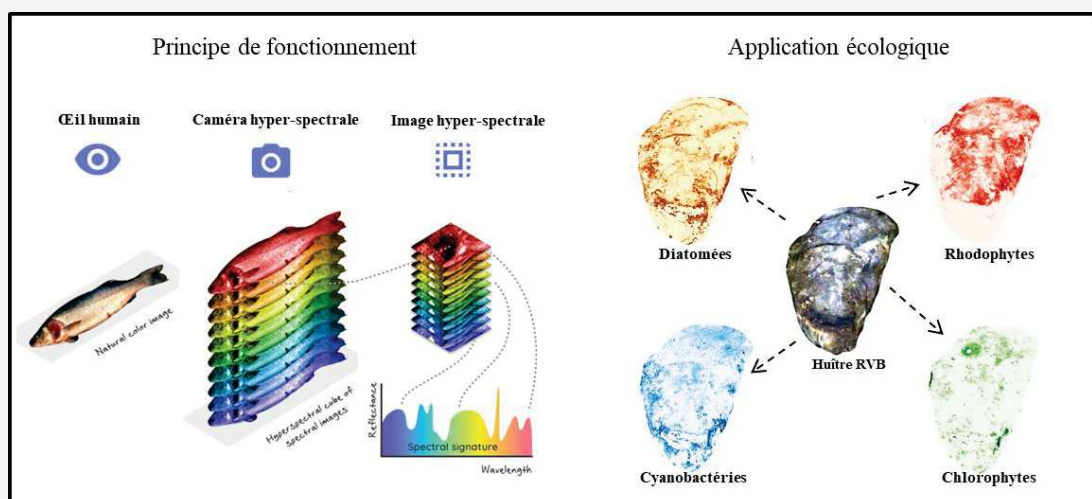 Principe de fonctionnement
Application écologique
Œil humain
Caméra hyper-spectrale
Image hyper-spectrale
Natural color image
Hyperspectral cube of
spectral images
Reflectance
Spectral signature
Wavelength
Diatomées
Rhodophytes
Huître RVB
Cyanobactéries
Chlorophytes